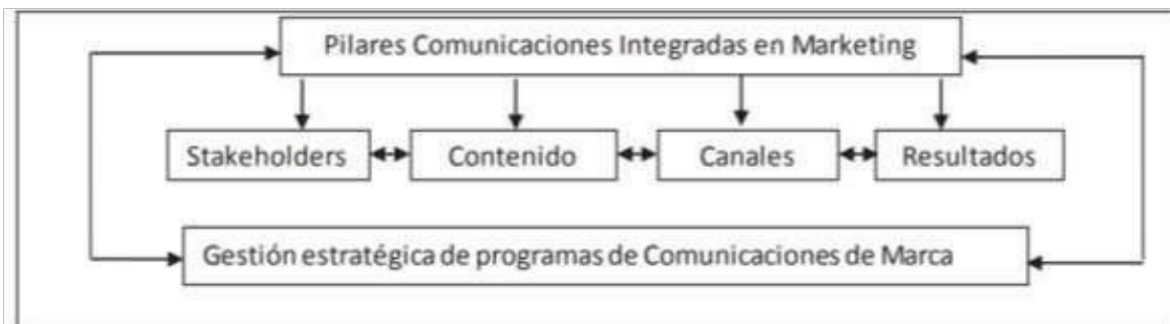 Pilares Comunicaciones Integradas en Marketing
Stakeholders
Contenido
Canales
Resultados
Gestión estratégica de programas de Comunicaciones de Marca